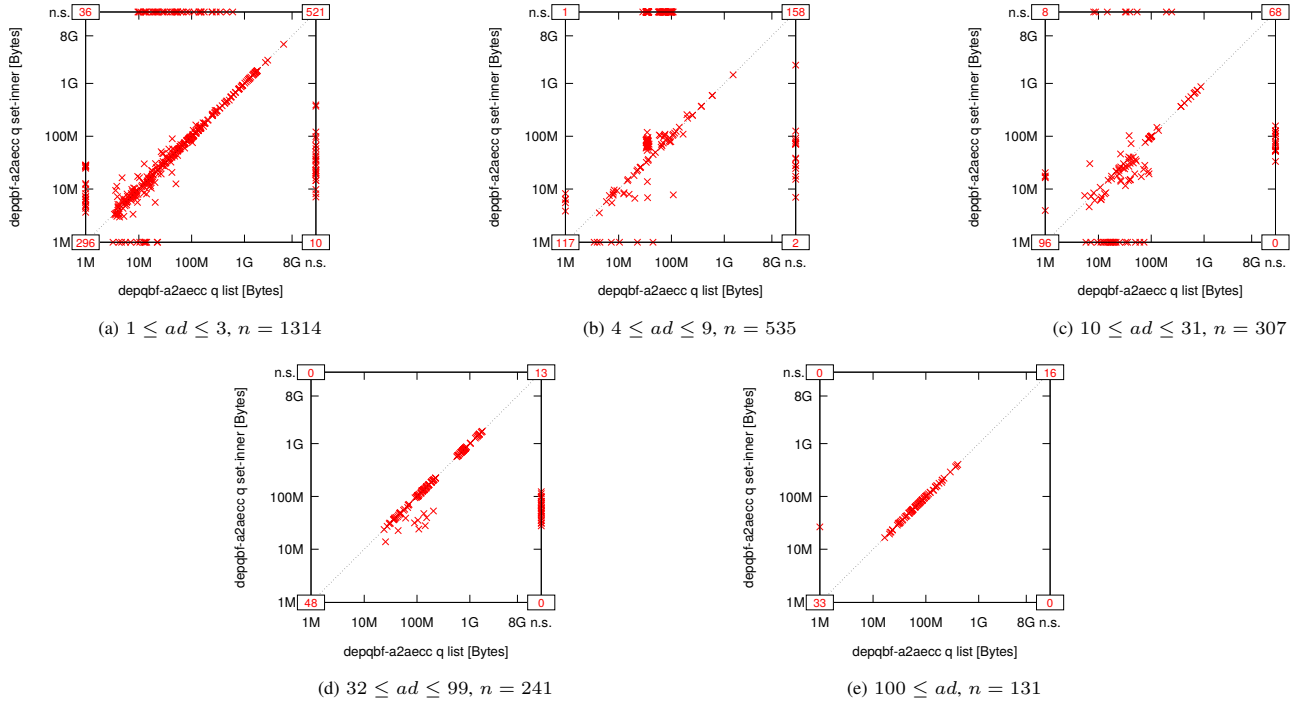 n.s.
8G
1G
100M
10M
1M
36
521
296
10
1M
10M
100M
1G
8G n.s.
depqbf-a2aecc q set-inner [Bytes]
depqbf-a2aecc q list [Bytes]
(a) 1 ≤ ad ≤ 3, n = 1314
n.s.
8G
1G
100M
10M
1M
1
158
117
2
1M
10M
100M
1G
8G n.s.
depqbf-a2aecc q set-inner [Bytes]
depqbf-a2aecc q list [Bytes]
(b) 4 ≤ ad ≤ 9, n = 535
n.s.
8G
1G
100M
10M
1M
8
68
96
0
1M
10M
100M
1G
8G n.s.
depqbf-a2aecc q set-inner [Bytes]
depqbf-a2aecc q list [Bytes]
(c) 10 ≤ ad ≤ 31, n = 307
n.s.
8G
1G
100M
10M
1M
0
13
48
0
1M
10M
100M
1G
8G n.s.
depqbf-a2aecc q set-inner [Bytes]
depqbf-a2aecc q list [Bytes]
(d) 32 ≤ ad ≤ 99, n = 241
n.s.
8G
1G
100M
10M
1M
0
16
33
0
1M
10M
100M
1G
8G n.s.
depqbf-a2aecc q set-inner [Bytes]
depqbf-a2aecc q list [Bytes]
(e) 100 ≤ ad, n = 131